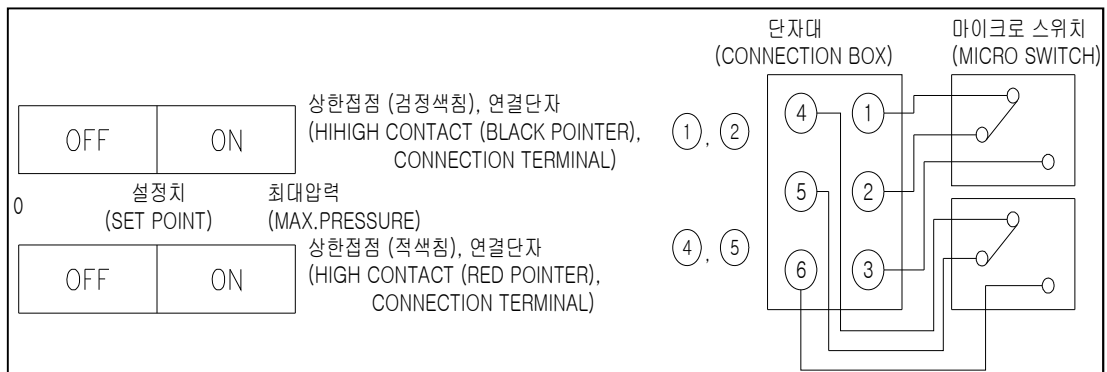 단자대
(CONNECTION BOX)
마이크로 스위치
(MICRO SWITCH)
OFF
ON
상한접점 (검정색침), 연결단자
(HIHIGH CONTACT (BLACK POINTER),
CONNECTION TERMINAL)
①, ②
0
설정치
(SET POINT)
최대압력
(MAX.PRESSURE)
OFF
ON
상한접점 (적색침), 연결단자
(HIGH CONTACT (RED POINTER),
CONNECTION TERMINAL)
④, ⑤
④
①
⑤
②
⑥
③